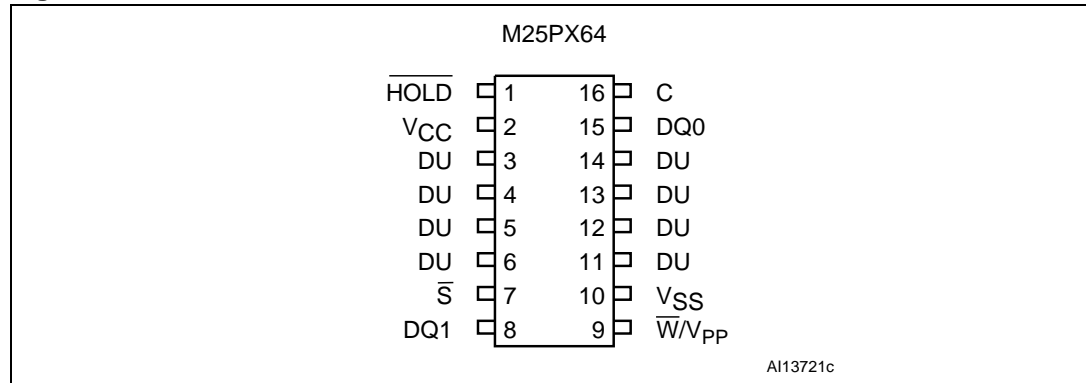 M25PX64
HOLD 1 16 C
VCC 2 15 DQ0
DU 3 14 DU
DU 4 13 DU
DU 5 12 DU
DU 6 11 DU
S 7 10 VSS
DQ1 8 9 W/VPP
AI13721c